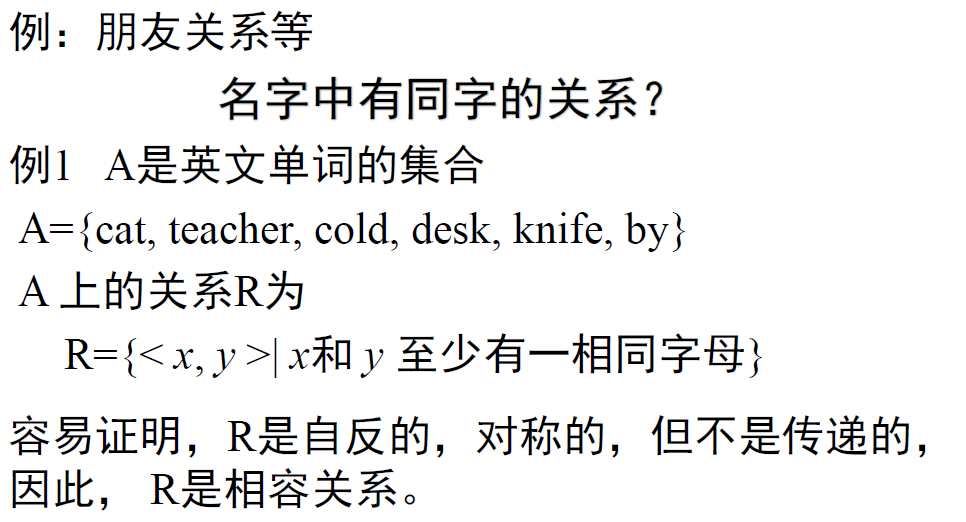 例：朋友关系等
名字中有同字的关系？
例1 A是英文单词的集合
A={cat, teacher, cold, desk, knife, by}
A 上的关系R为
R={< x, y >| x和 y 至少有一相同字母}
容易证明，R是自反的，对称的，但不是传递的，
因此， R是相容关系。